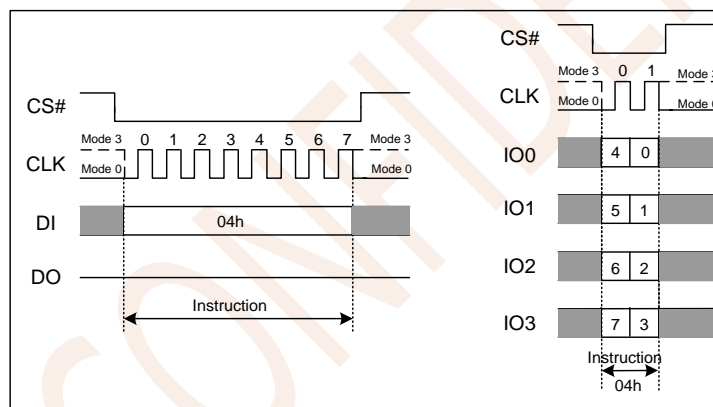 CS#
Mode 3 0 1 2 3 4 5 6 7 Mode 3
CLK
Mode 0 Mode 0
DI 04h
DO
Instruction
CS#
Mode 3 0 1 Mode 3
CLK
Mode 0
IO0 4 0
IO1 5 1
IO2 6 2
IO3 7 3
Instruction
04h